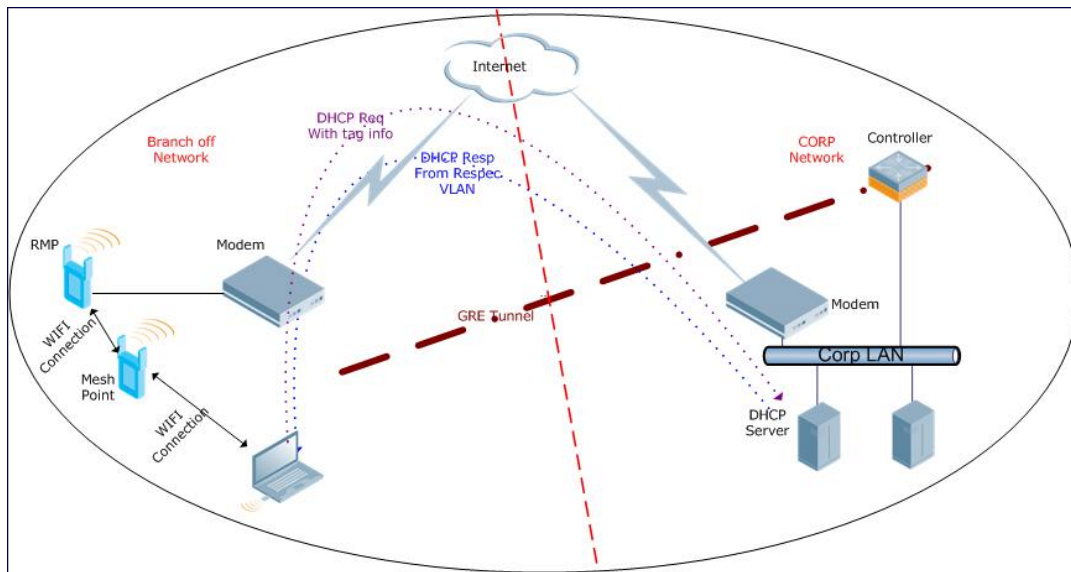 Internet
DHCP Req
With tag info
Branch off
Network
DHCP Resp
From Respec
VLAN
CORP
Network
Controller
RMP
Modem
WIFI
Connection
Mesh
Point
WIFI
Connection
GRE Tunnel
Modem
Corp LAN
DHCP
Server